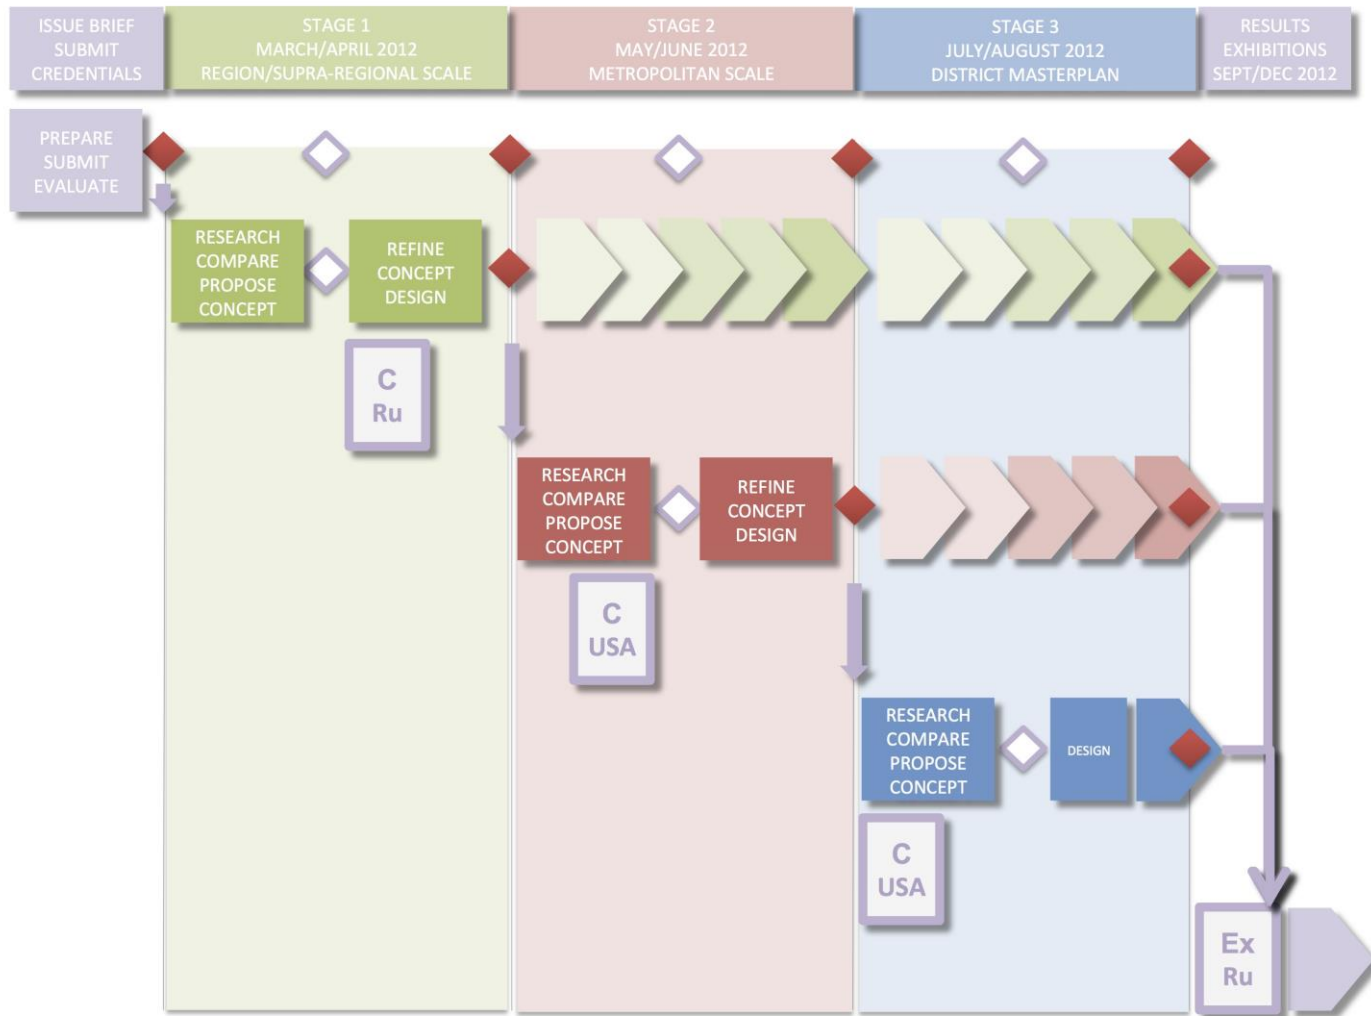 ISSUE BRIEF
SUBMIT
CREDENTIALS
STAGE 1
MARCH/APRIL 2012
REGION/SUPRA-REGIONAL SCALE
STAGE 2
MAY/JUNE 2012
METROPOLITAN SCALE
STAGE 3
JULY/AUGUST 2012
DISTRICT MASTERPLAN
RESULTS
EXHIBITIONS
SEPT/DEC 2012
PREPARE
SUBMIT
EVALUATE
RESEARCH
COMPARE
PROPOSE
CONCEPT
REFINE
CONCEPT
DESIGN
C
Ru
RESEARCH
COMPARE
PROPOSE
CONCEPT
REFINE
CONCEPT
DESIGN
C
USA
RESEARCH
COMPARE
PROPOSE
CONCEPT
DESIGN
C
USA
Ex
Ru